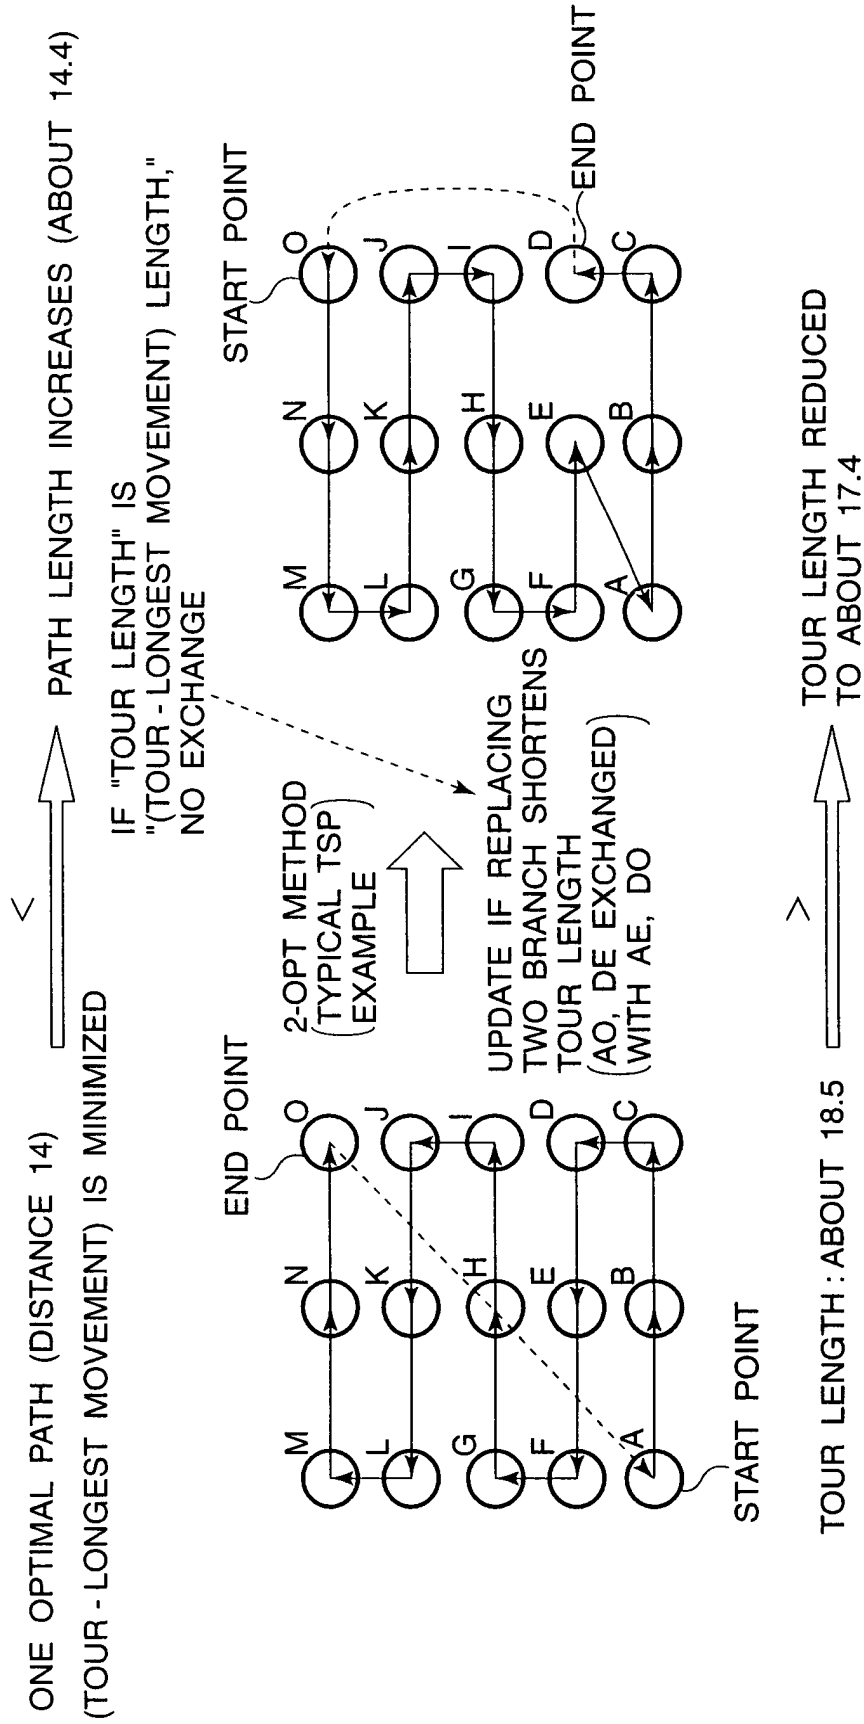 ONE OPTIMAL PATH (DISTANCE 14)
(TOUR - LONGEST MOVEMENT) IS MINIMIZED
<
PATH LENGTH INCREASES (ABOUT 14.4)
IF "TOUR LENGTH" IS
"(TOUR - LONGEST MOVEMENT) LENGTH,"
NO EXCHANGE
END POINT
M N O
L K J
G H I
F E D
A B C
START POINT
2-OPT METHOD
(TYPICAL TSP
EXAMPLE)
UPDATE IF REPLACING
TWO BRANCH SHORTENS
TOUR LENGTH
(AO, DE EXCHANGED
WITH AE, DO)
START POINT
M N O
L K J
G H I
F E D
A B C
END POINT
TOUR LENGTH : ABOUT 18.5
>
TOUR LENGTH REDUCED
TO ABOUT 17.4